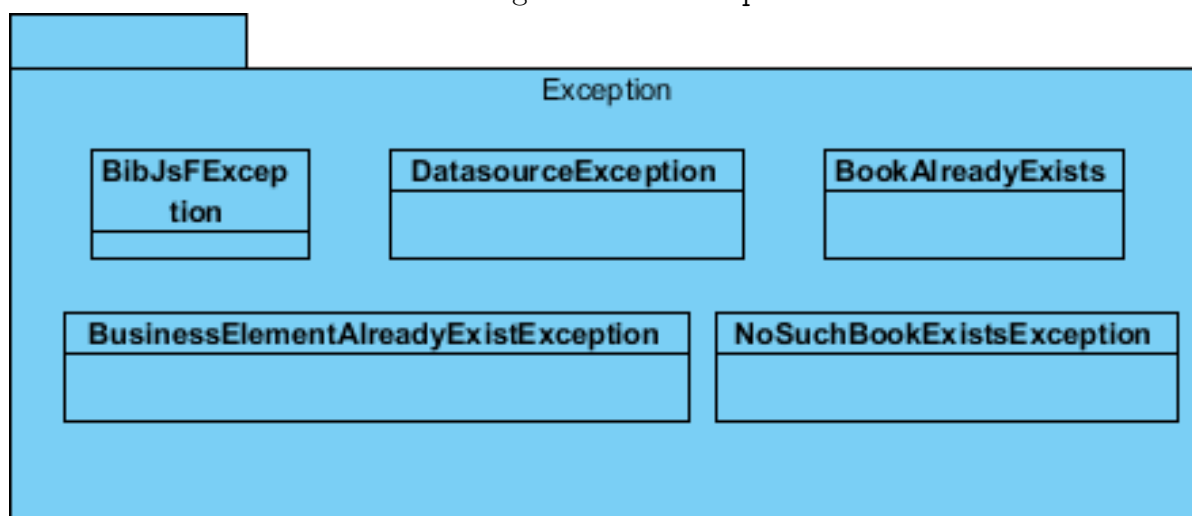 Exception
BibJsFExcep
tion
DatasourceException
BookAlreadyExists
BusinessElementAlreadyExistException
NoSuchBookExistsException